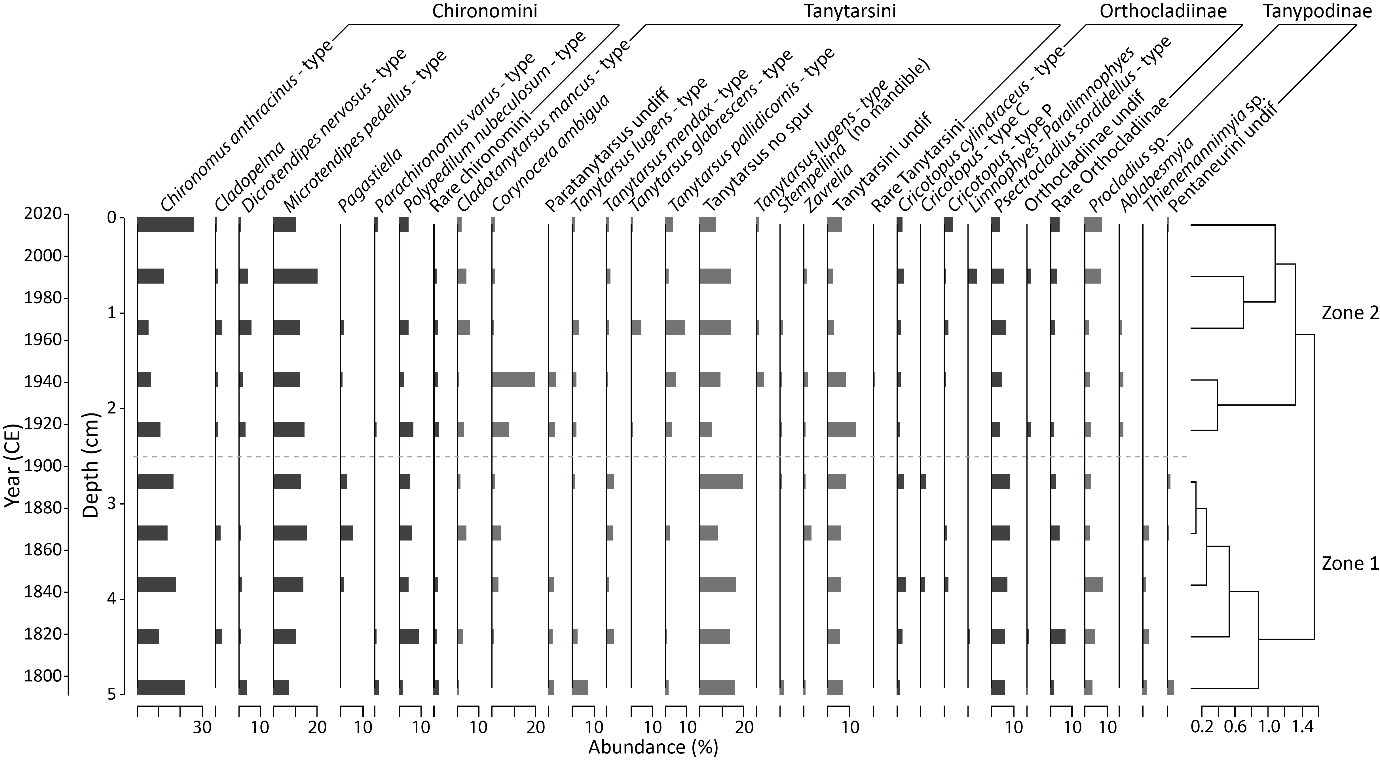 Chironomini
Tanytarsini
Orthocladiinae
Tanypodinae
Chironomus anthracinus - type
Cladopelma
Dicrotendipes nervosus - type
Microtendipes pedellus - type
Pagastiella
Parachironomus varus - type
Polypedilum nubeculosum - type
Rare chironomini
Cladotanytarsus mancus - type
Corynocera ambigua
Paratanytarsus undiff
Tanytarsus lugens - type
Tanytarsus mendax - type
Tanytarsus glabrescens - type
Tanytarsus pallidicornis - type
Tanytarsus no spur
Tanytarsus lugens - type
Stempellina (no mandible)
Zavrelia
Tanytarsini undif
Rare Tanytarsini
Cricotopus cylindraceus - type
Cricotopus - type C
Cricotopus - type P
Limnophyes - Paralimnophyes
Psectrocladius sordidellus - type
Orthocladiinae undif
Rare Orthocladiinae
Procladius sp.
Ablabesmyia
Thienemannimyia sp.
Pentaneurini undif
Year (CE)
2020
2000
1980
1960
1940
1920
1900
1880
1860
1840
1820
1800
Depth (cm)
0
1
2
3
4
5
Zone 2
Zone 1
30 10 20 10 10 10 20 10 10 10 20 10 10 10 10 0.2 0.6 1.0 1.4
Abundance (%)